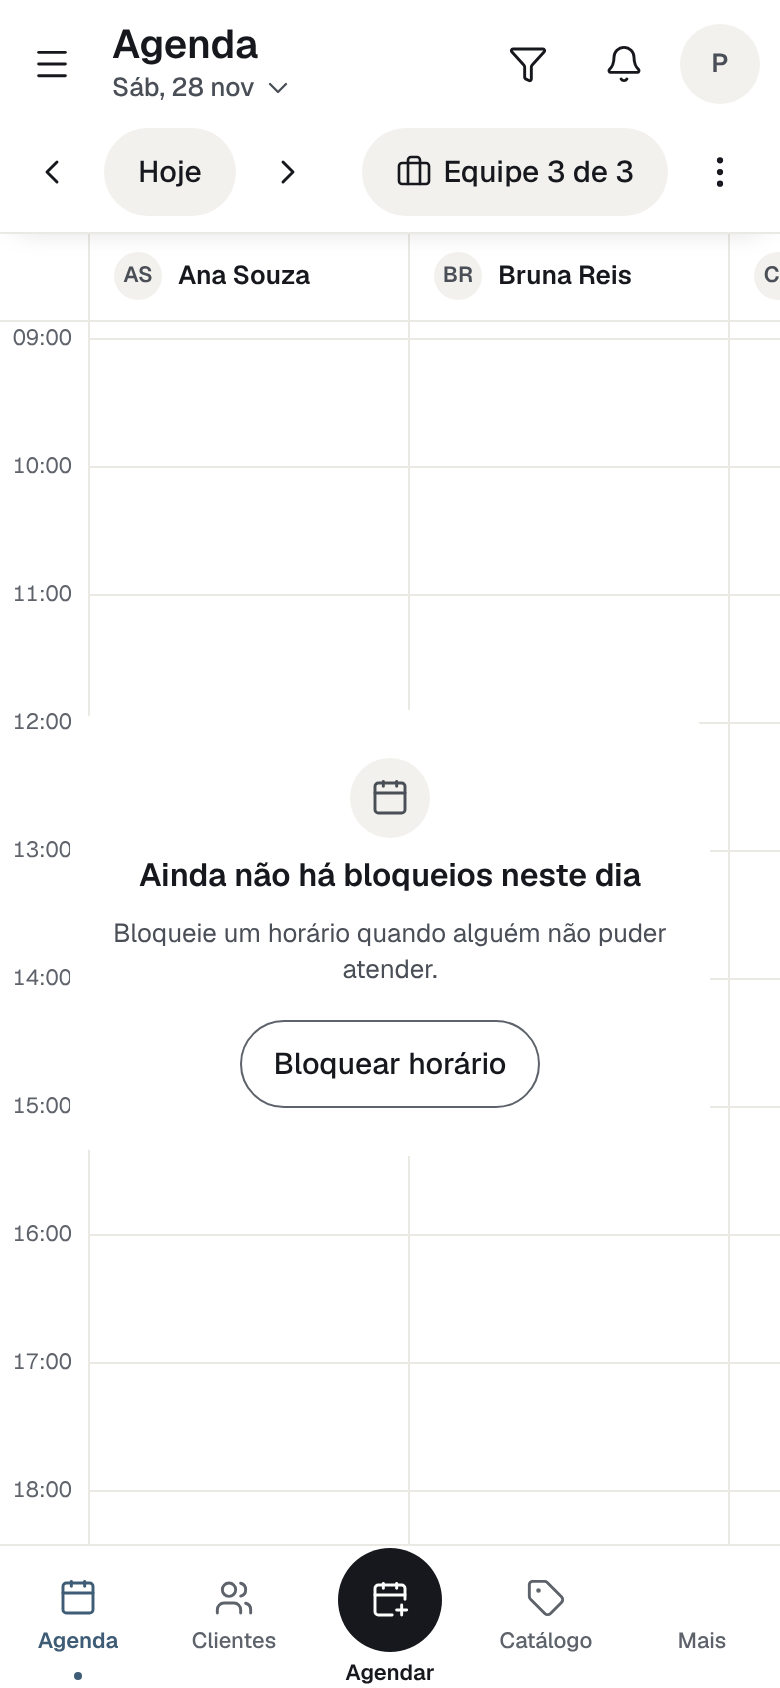 Agenda
Sáb, 28 nov
P
Hoje
Equipe 3 de 3
AS Ana Souza
BR Bruna Reis
C
09:00
10:00
11:00
12:00
13:00
Ainda não há bloqueios neste dia
Bloqueie um horário quando alguém não puder
atender.
14:00
Bloquear horário
15:00
16:00
17:00
18:00
Agenda
Clientes
Agendar
Catálogo
Mais